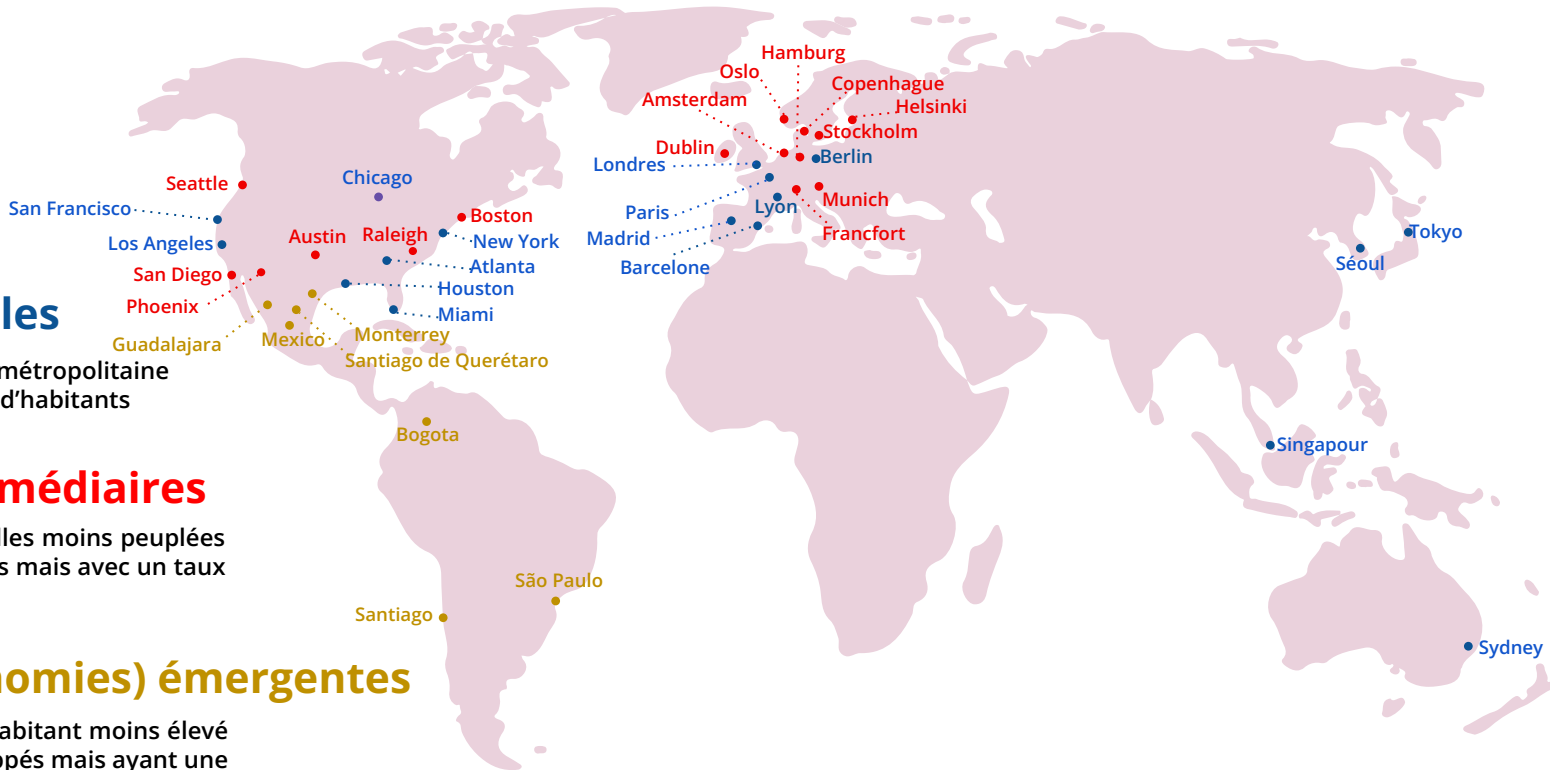 Hamburg
Oslo
Copenhague
Amsterdam
Helsinki
Stockholm
Dublin
Berlin
Londres
Seattle
Chicago
Munich
San Francisco
Lyon
Paris
Boston
Francfort
Madrid
Austin
Raleigh
New York
Los Angeles
Tokyo
Atlanta
Barcelone
Séoul
San Diego
Houston
Phoenix
Miami
les
Monterrey
Guadalajara
Mexico
Santiago de Querétaro
métropolitaine
d'habitants
Bogota
Singapour
médiaires
lles moins peuplées
s mais avec un taux
São Paulo
Santiago
Sydney
nomies) émergentes
abitant moins élevé
ppés mais ayant une